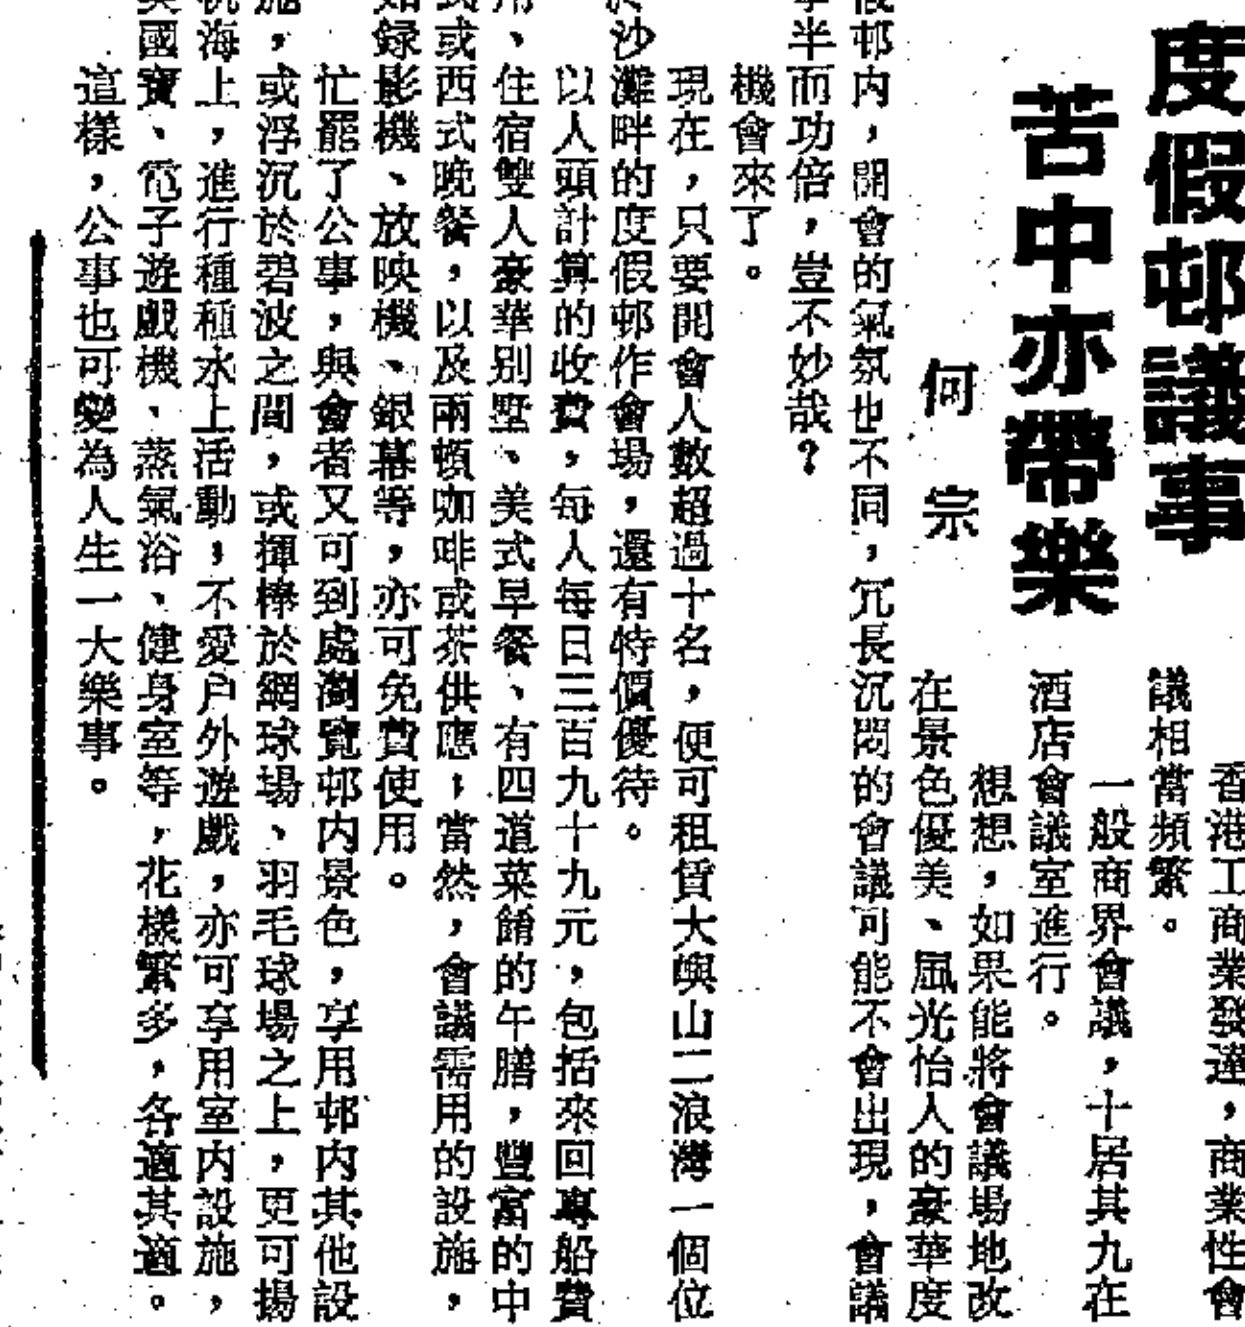 度假邨議事
苦中亦帶樂
何宗
香港工商業發達，商業性會
議相當頻繁。
一般商界會議，十居其九在
酒店會議室進行。
想想，如果能將會議場地改
在景色優美、風光怡人的豪華度
假邨內，開會的氣氛也不同，冗長沉悶的會議可能不會出現，會議
事半而功倍，豈不妙哉？
機會來了。
現在，只要開會人數超過十名，便可租賃大嶼山二浪灣一個位
於沙灘畔的度假邨作會場，還有特價優待。
以人頭計算的收費，每人每日三百九十九元，包括來回專船費
用、住宿雙人豪華別墅、美式早餐、有四道菜餚的午膳，豐富的中
式或西式晚餐，以及兩頓咖啡或茶供應；當然，會議需用的設施，
如錄影機、放映機、銀幕等，亦可免費使用。
忙罷了公事，與會者又可到處瀏覽邨內景色，享用邨內其他設
施，或浮沉於碧波之間，或揮棒於網球場、羽毛球場之上，更可揚
帆海上，進行種種水上活動，不愛户外遊戲，亦可享用室內設施，
美國寶、電子遊戲機、蒸氣浴、健身室等，花樣繁多，各適其適。
這樣，公事也可變為人生一大樂事。